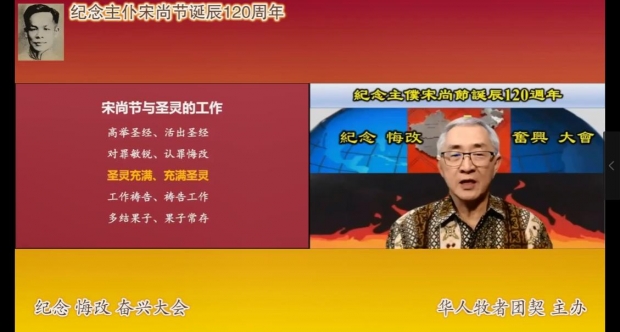 纪念主仆宋尚节诞辰120周年
宋尚节与圣灵的工作
高举圣经、活出圣经
对罪敏锐、认罪悔改
圣灵充满、充满圣灵
工作祷告、祷告工作
多结果子、果子常存
紀念主僕宋尚節誕辰120週年
紀念 悔改 奮興 大會
纪念 悔改 奋兴大会
华人牧者团契 主办